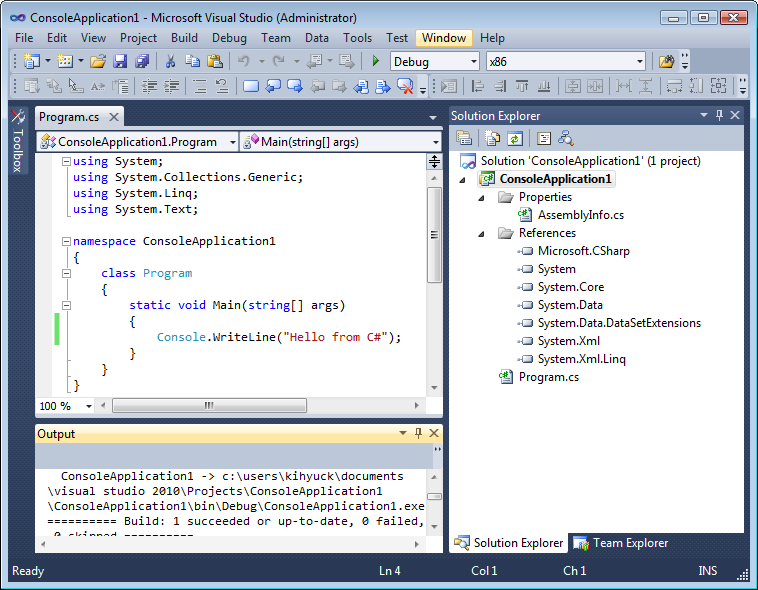 ConsoleApplication1 - Microsoft Visual Studio (Administrator)
File Edit View Project Build Debug Team Data Tools Test Window Help
Debug x86
Toolbox
Program.cs
ConsoleApplication1.Program Main(string[] args)
using System;
using System.Collections.Generic;
using System.Linq;
using System.Text;
namespace ConsoleApplication1
{
class Program
{
static void Main(string[] args)
{
Console.WriteLine("Hello from C#");
}
}
}
100 %
Output
ConsoleApplication1 -> c:\users\kihyuck\documents
\visual studio 2010\Projects\ConsoleApplication1
\ConsoleApplication1\bin\Debug\ConsoleApplication1.exe
========== Build: 1 succeeded or up-to-date, 0 failed,
0 skipped ==========
Solution Explorer
Solution 'ConsoleApplication1' (1 project)
ConsoleApplication1
Properties
AssemblyInfo.cs
References
Microsoft.CSharp
System
System.Core
System.Data
System.Data.DataSetExtensions
System.Xml
System.Xml.Linq
Program.cs
Solution Explorer Team Explorer
Ready Ln 4 Col 1 Ch 1 INS